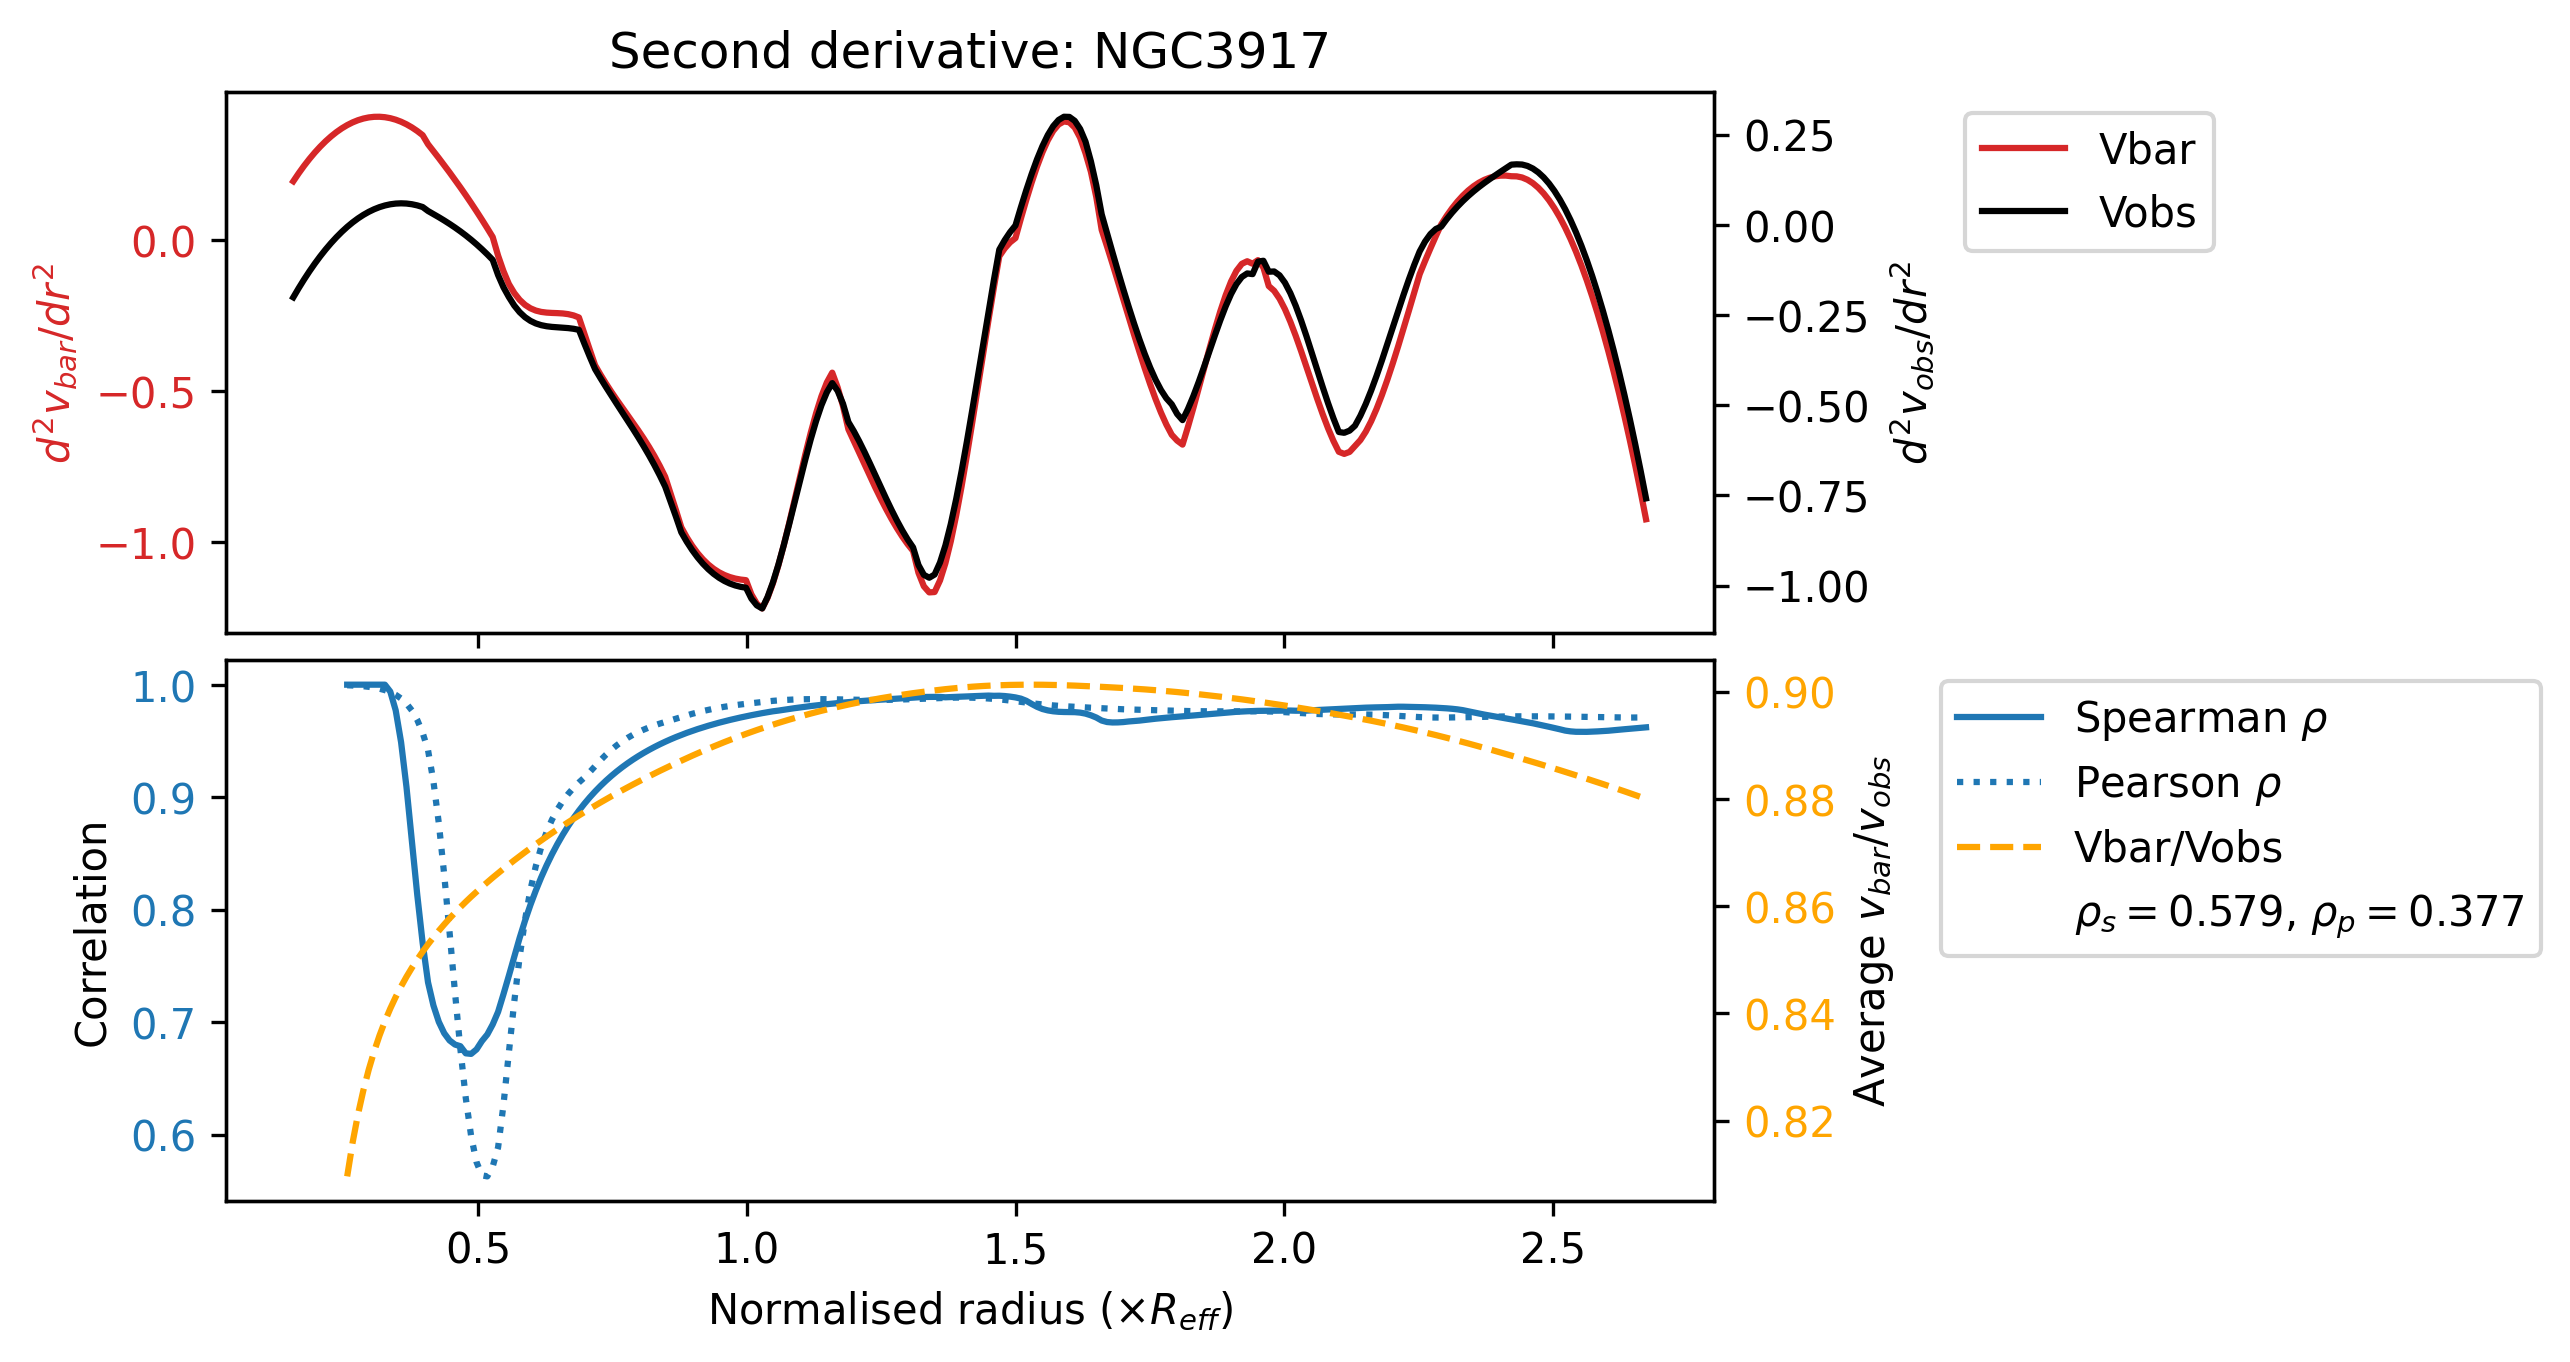 Second derivative: NGC3917
0.0
−0.5
−1.0
d²v_bar/dr²
0.25
0.00
−0.25
−0.50
−0.75
−1.00
d²v_obs/dr²
Vbar
Vobs
1.0
0.9
0.8
0.7
0.6
Correlation
0.90
0.88
0.86
0.84
0.82
Average v_bar/v_obs
Spearman ρ
Pearson ρ
Vbar/Vobs
ρ_s = 0.579, ρ_p = 0.377
0.5 1.0 1.5 2.0 2.5
Normalised radius (×R_eff)